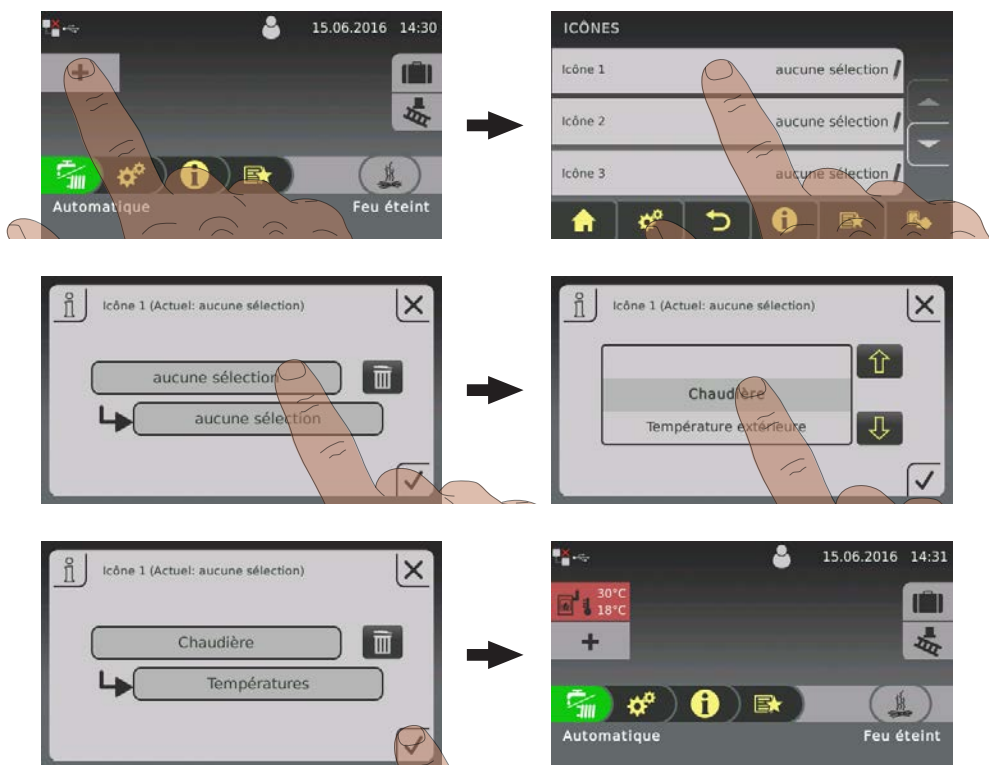 15.06.2016 14:30
Automatique
Feu éteint
ICÔNES
Icône 1 aucune sélection
Icône 2 aucune sélection
Icône 3 aucune sélection
Icône 1 (Actuel: aucune sélection)
aucune sélection
aucune sélection
Icône 1 (Actuel: aucune sélection)
Chaudière
Température extérieure
Icône 1 (Actuel: aucune sélection)
Chaudière
Températures
15.06.2016 14:31
30°C
18°C
Automatique
Feu éteint